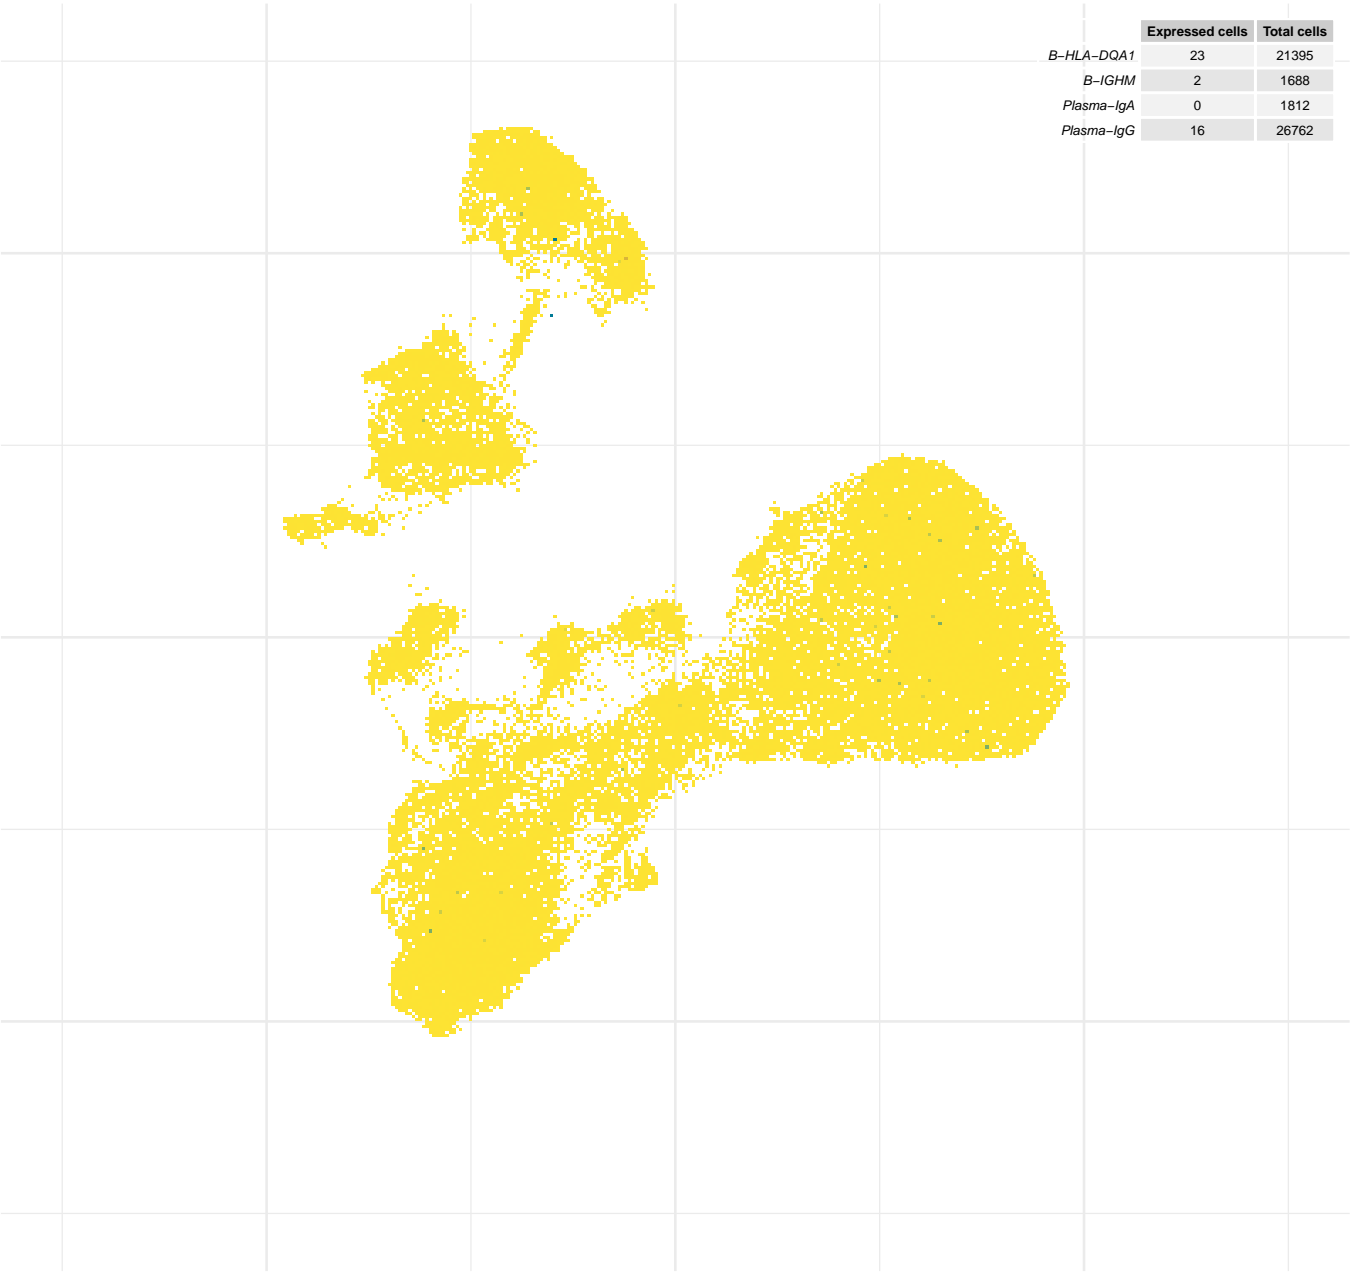 Expressed cells Total cells
B−HLA−DQA1 23 21395
B−IGHM 2 1688
Plasma−IgA 0 1812
Plasma−IgG 16 26762